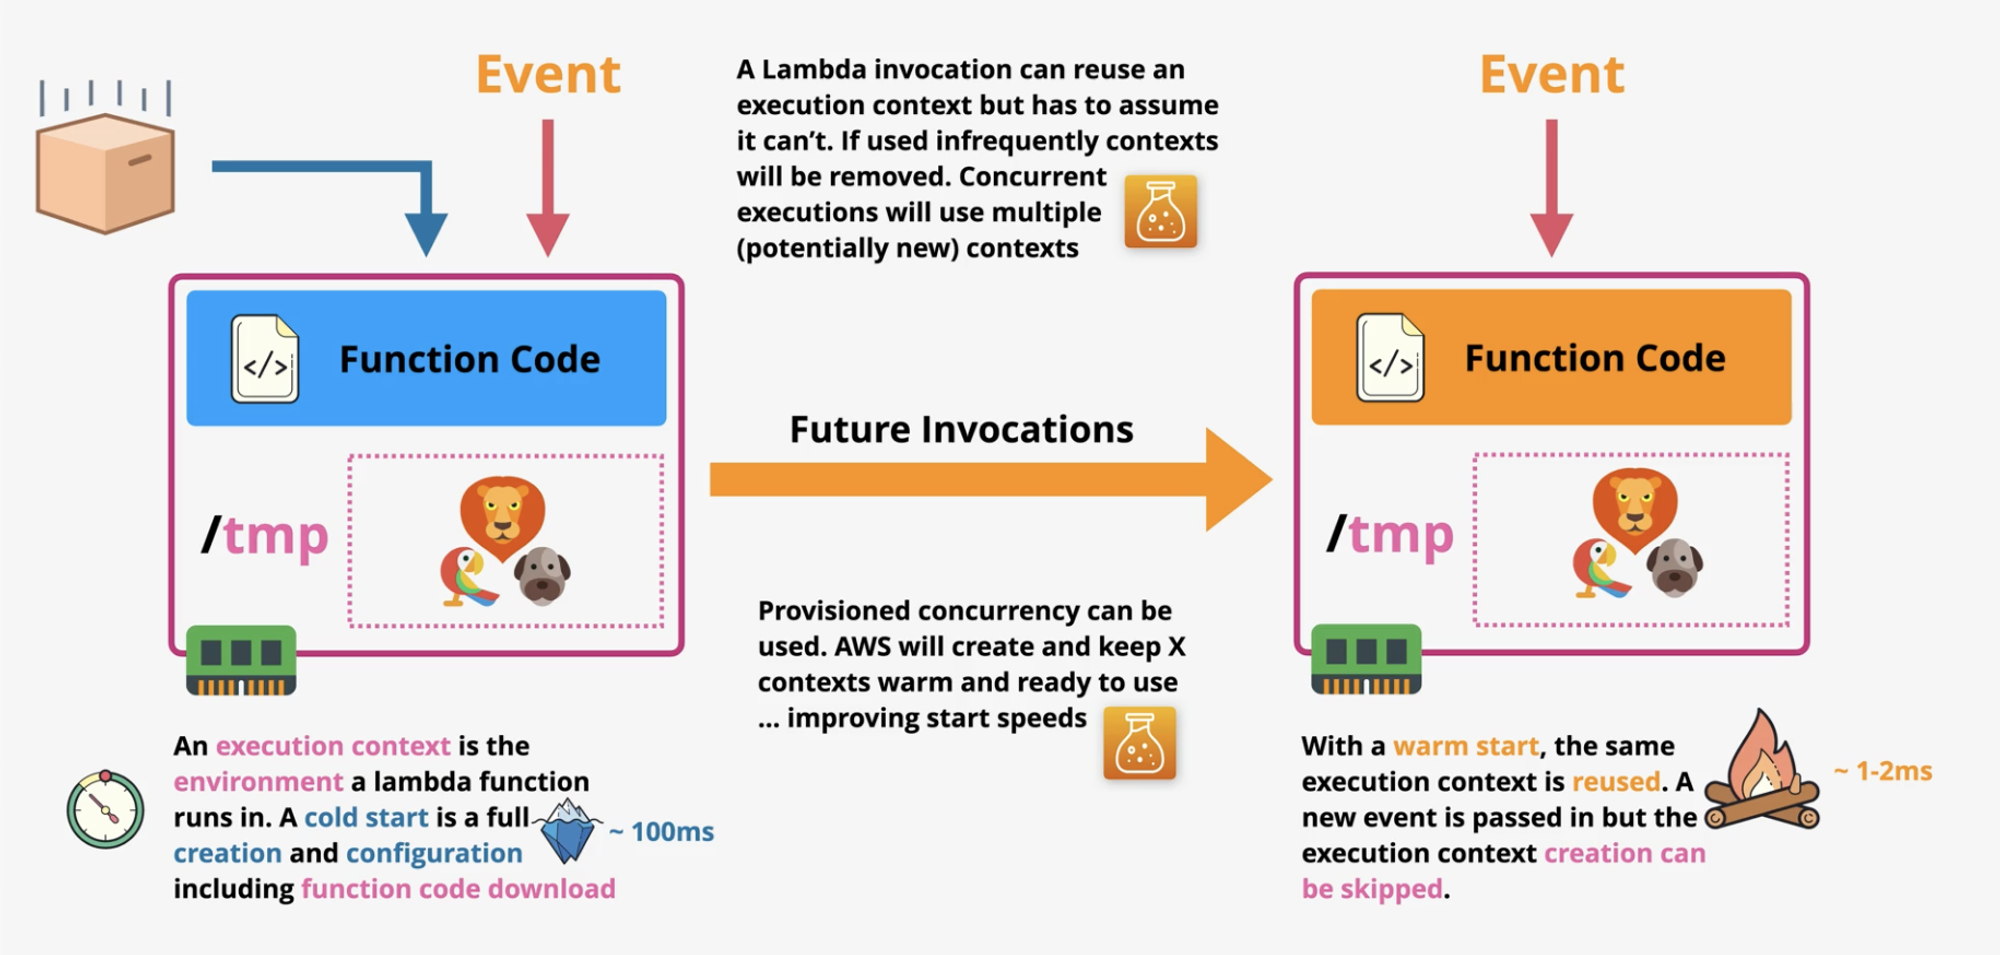 Event
A Lambda invocation can reuse an
execution context but has to assume
it can’t. If used infrequently contexts
will be removed. Concurrent
executions will use multiple
(potentially new) contexts
Event
</>
Function Code
/tmp
Future Invocations
</>
Function Code
/tmp
Provisioned concurrency can be
used. AWS will create and keep X
contexts warm and ready to use
... improving start speeds
An execution context is the
environment a lambda function
runs in. A cold start is a full
creation and configuration
including function code download
~ 100ms
With a warm start, the same
execution context is reused. A
new event is passed in but the
execution context creation can
be skipped.
~ 1-2ms